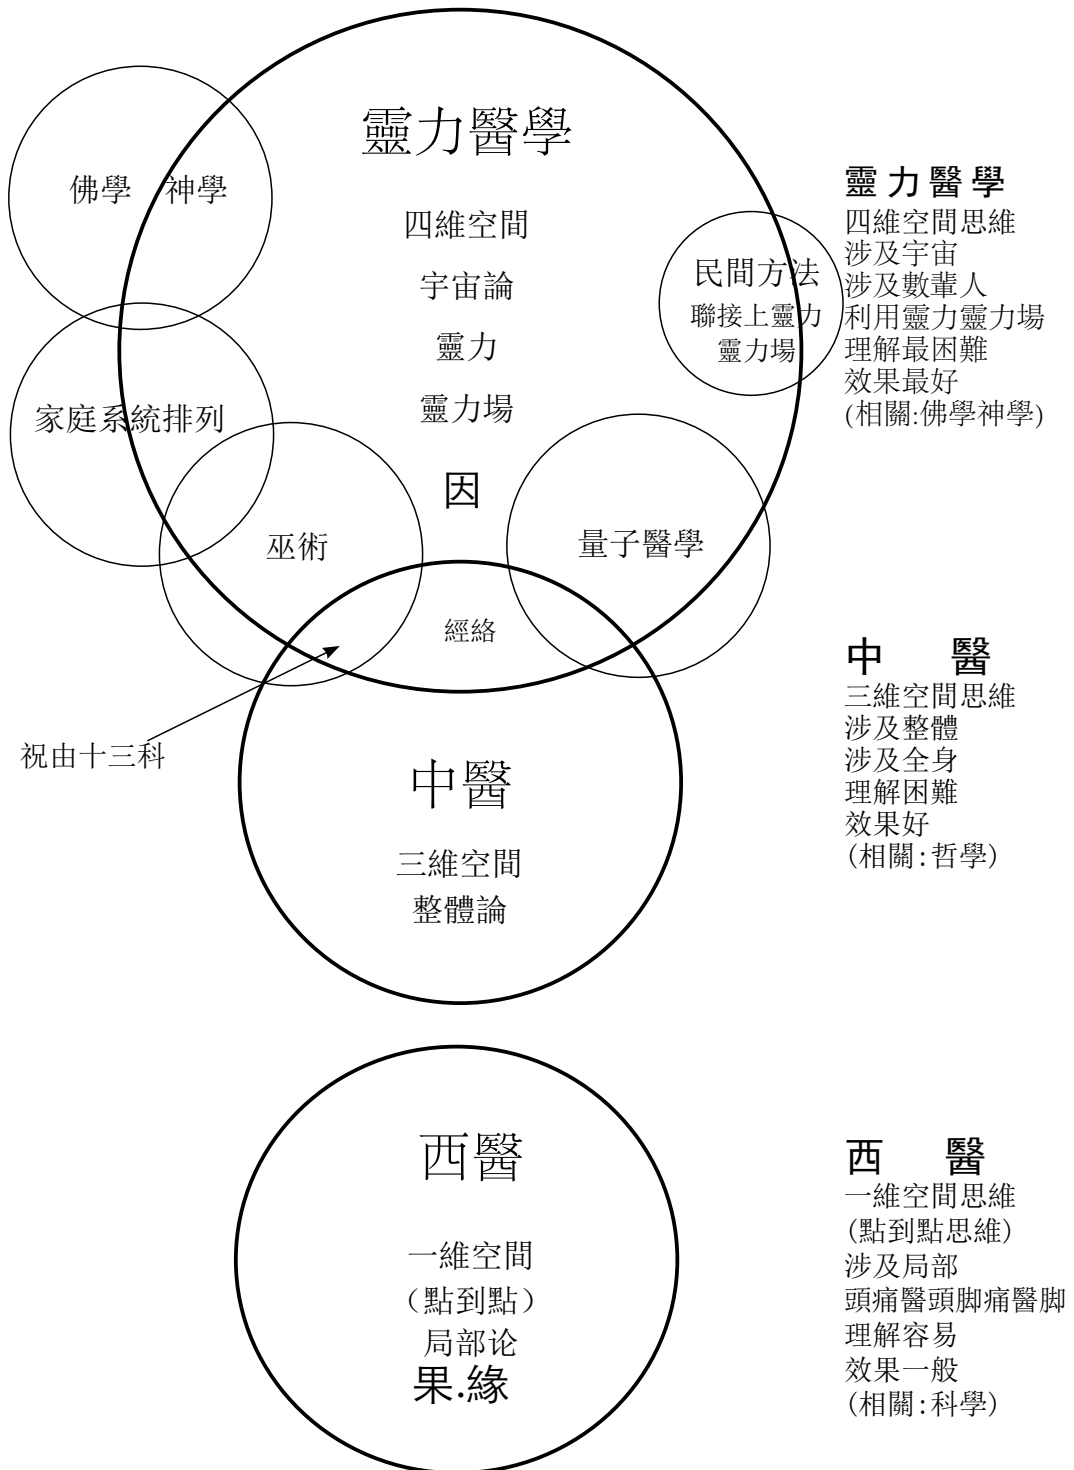 靈力醫學
佛學 神學
四維空間
宇宙論
靈力
靈力場
民間方法
聯接上靈力
靈力場
家庭系統排列
因
巫術
量子醫學
經絡
祝由十三科
中醫
三維空間
整體論
西醫
一維空間
（點到點）
局部论
果.緣
靈力醫學
四維空間思維
涉及宇宙
涉及數輩人
利用靈力靈力場
理解最困難
效果最好
(相關:佛學神學)
中 醫
三維空間思維
涉及整體
涉及全身
理解困難
效果好
(相關:哲學)
西 醫
一維空間思維
(點到點思維)
涉及局部
頭痛醫頭脚痛醫脚
理解容易
效果一般
(相關:科學)